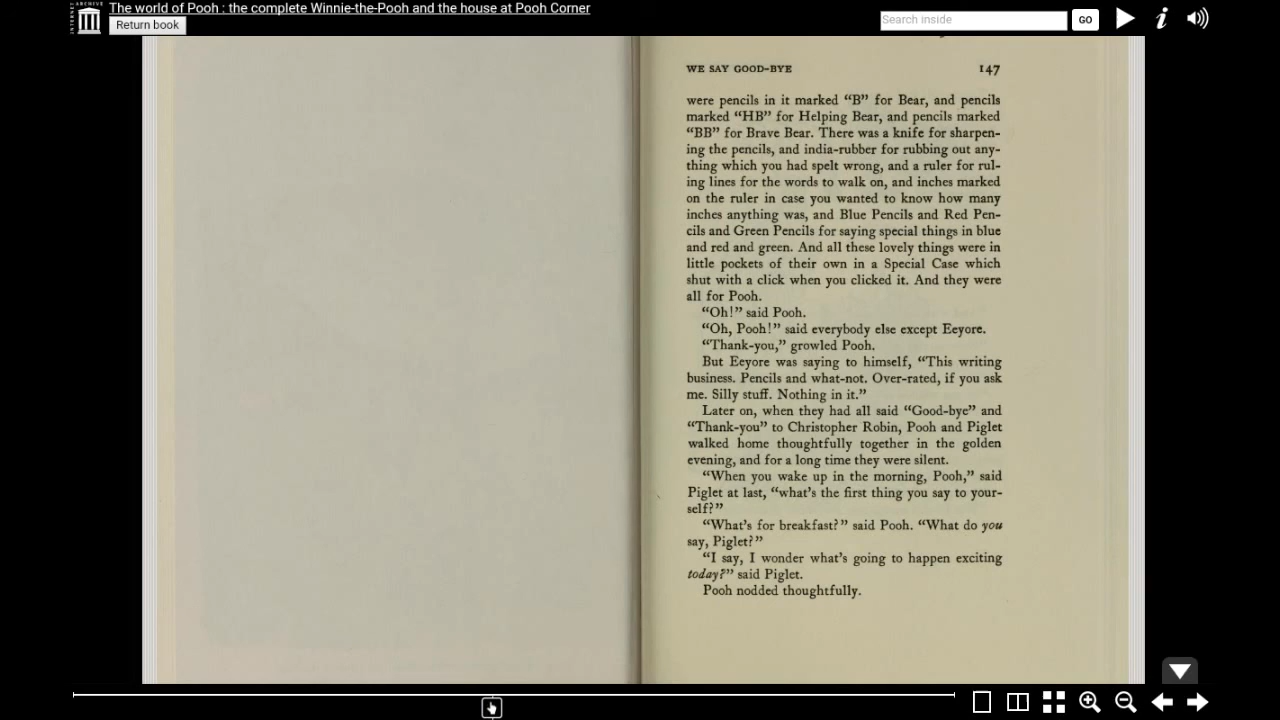 The world of Pooh : the complete Winnie-the-Pooh and the house at Pooh Corner
INTERNET ARCHIVE
Return book
Search inside
GO
WE SAY GOOD-BYE 147
were pencils in it marked “B” for Bear, and pencils
marked “HB” for Helping Bear, and pencils marked
“BB” for Brave Bear. There was a knife for sharpen-
ing the pencils, and india-rubber for rubbing out any-
thing which you had spelt wrong, and a ruler for rul-
ing lines for the words to walk on, and inches marked
on the ruler in case you wanted to know how many
inches anything was, and Blue Pencils and Red Pen-
cils and Green Pencils for saying special things in blue
and red and green. And all these lovely things were in
little pockets of their own in a Special Case which
shut with a click when you clicked it. And they were
all for Pooh.
“Oh!” said Pooh.
“Oh, Pooh!” said everybody else except Eeyore.
“Thank-you,” growled Pooh.
But Eeyore was saying to himself, “This writing
business. Pencils and what-not. Over-rated, if you ask
me. Silly stuff. Nothing in it.”
Later on, when they had all said “Good-bye” and
“Thank-you” to Christopher Robin, Pooh and Piglet
walked home thoughtfully together in the golden
evening, and for a long time they were silent.
“When you wake up in the morning, Pooh,” said
Piglet at last, “what’s the first thing you say to your-
self?”
“What’s for breakfast?” said Pooh. “What do you
say, Piglet?”
“I say, I wonder what’s going to happen exciting
today?” said Piglet.
Pooh nodded thoughtfully.